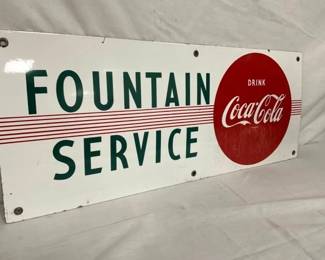 FOUNTAIN
SERVICE
DRINK
Coca-Cola